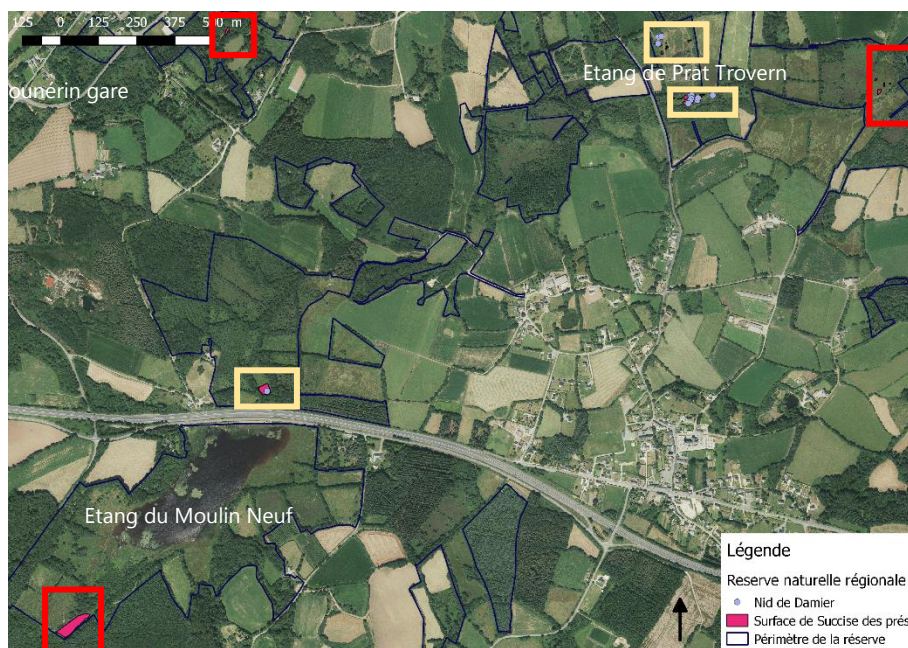 125 0 125 250 375 500 m
ounérin gare
Etang de Prat Trovern
Etang du Moulin Neuf
Légende
Reserve naturelle régionale
Nid de Damier
Surface de Succise des prés
Périmètre de la réserve